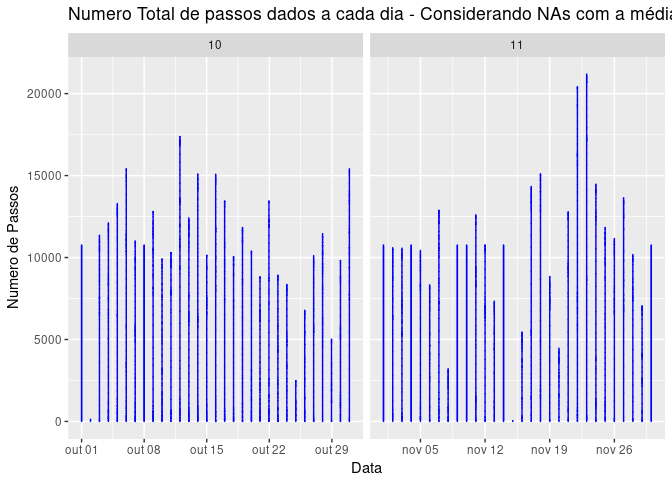 Numero Total de passos dados a cada dia - Considerando NAs com a média
10
11
20000
15000
10000
5000
0
Numero de Passos
out 01
out 08
out 15
out 22
out 29
nov 05
nov 12
nov 19
nov 26
Data